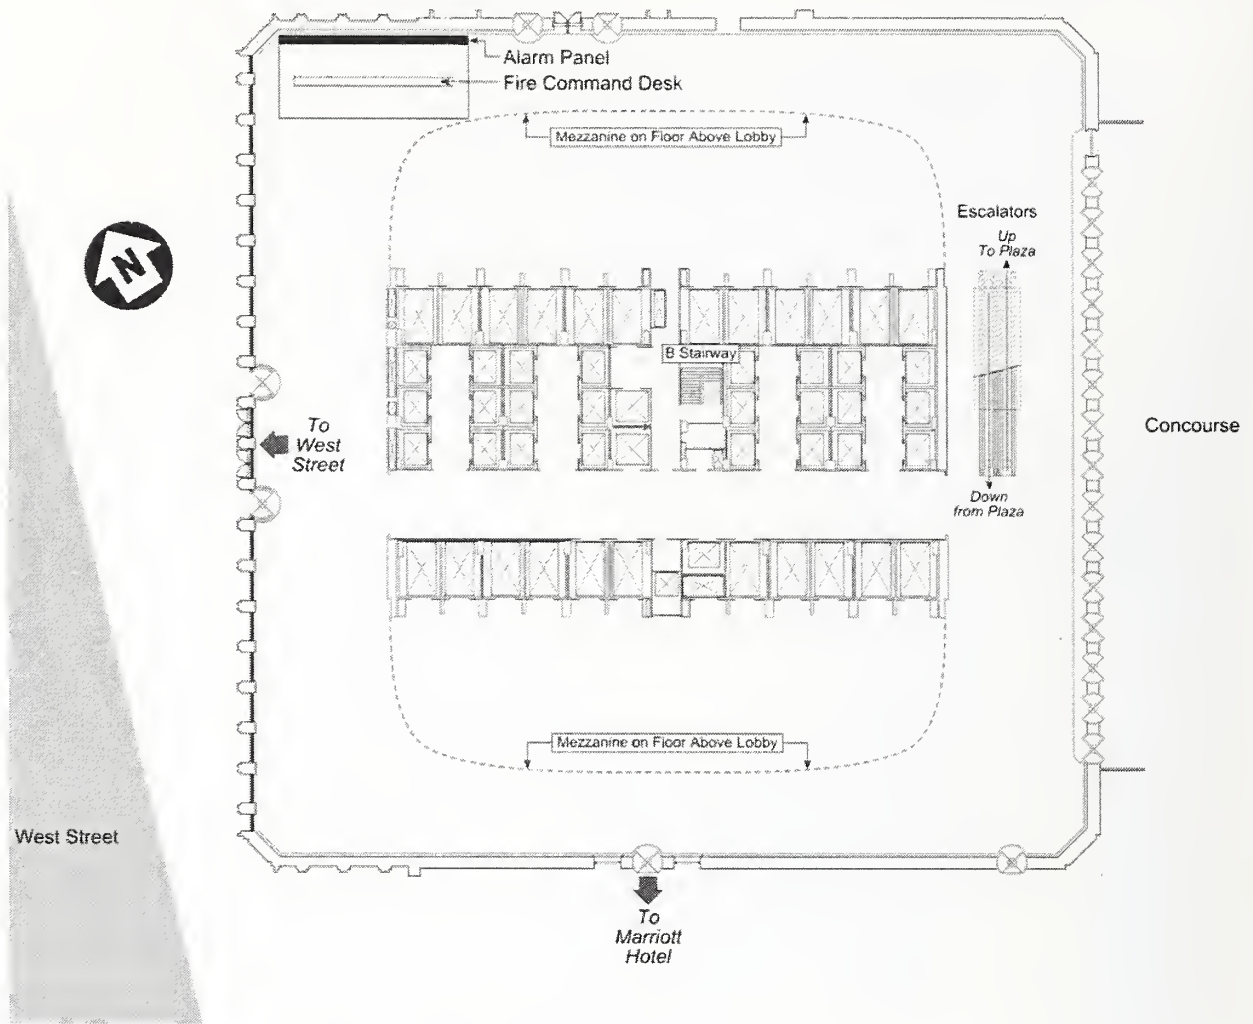 Alarm Panel
Fire Command Desk
Mezzanine on Floor Above Lobby
Escalators
Up
To Plaza
N
B Stairway
To
West
Street
Concourse
Down
from Plaza
Mezzanine on Floor Above Lobby
West Street
To
Marriott
Hotel